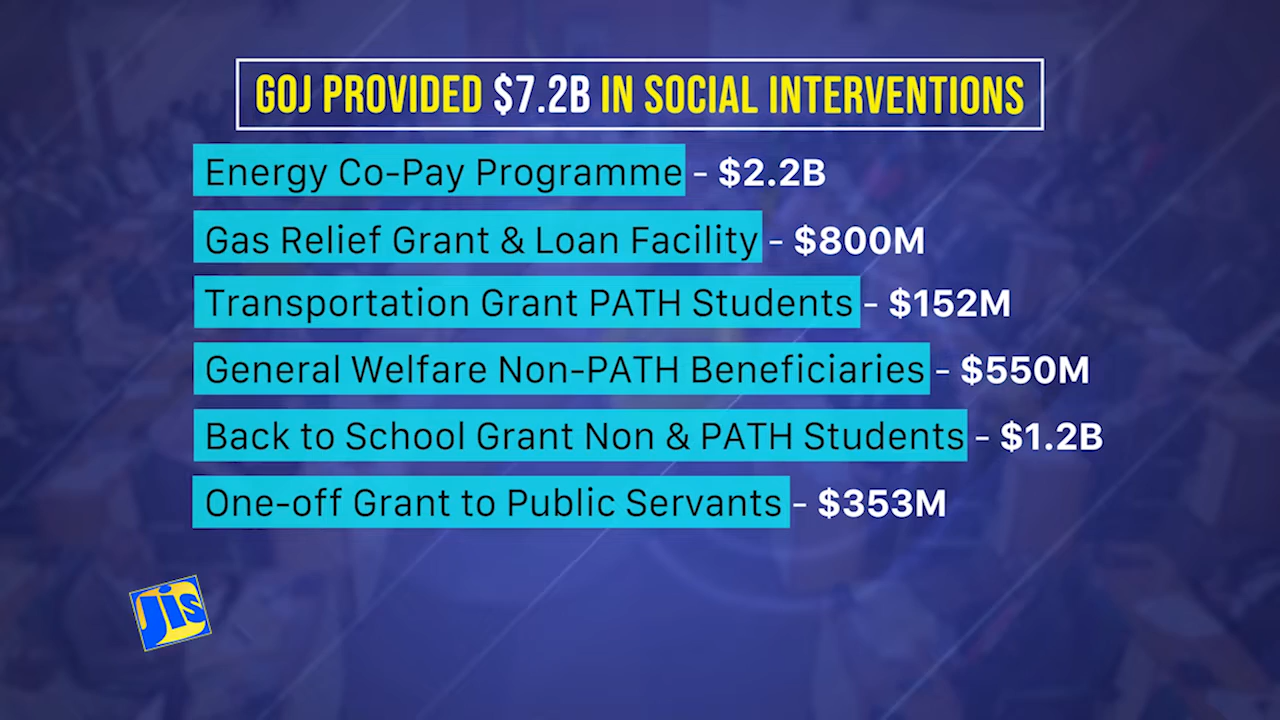 GOJ PROVIDED $7.2B IN SOCIAL INTERVENTIONS
Energy Co-Pay Programme - $2.2B
Gas Relief Grant & Loan Facility - $800M
Transportation Grant PATH Students - $152M
General Welfare Non-PATH Beneficiaries - $550M
Back to School Grant Non & PATH Students - $1.2B
One-off Grant to Public Servants - $353M
Jis